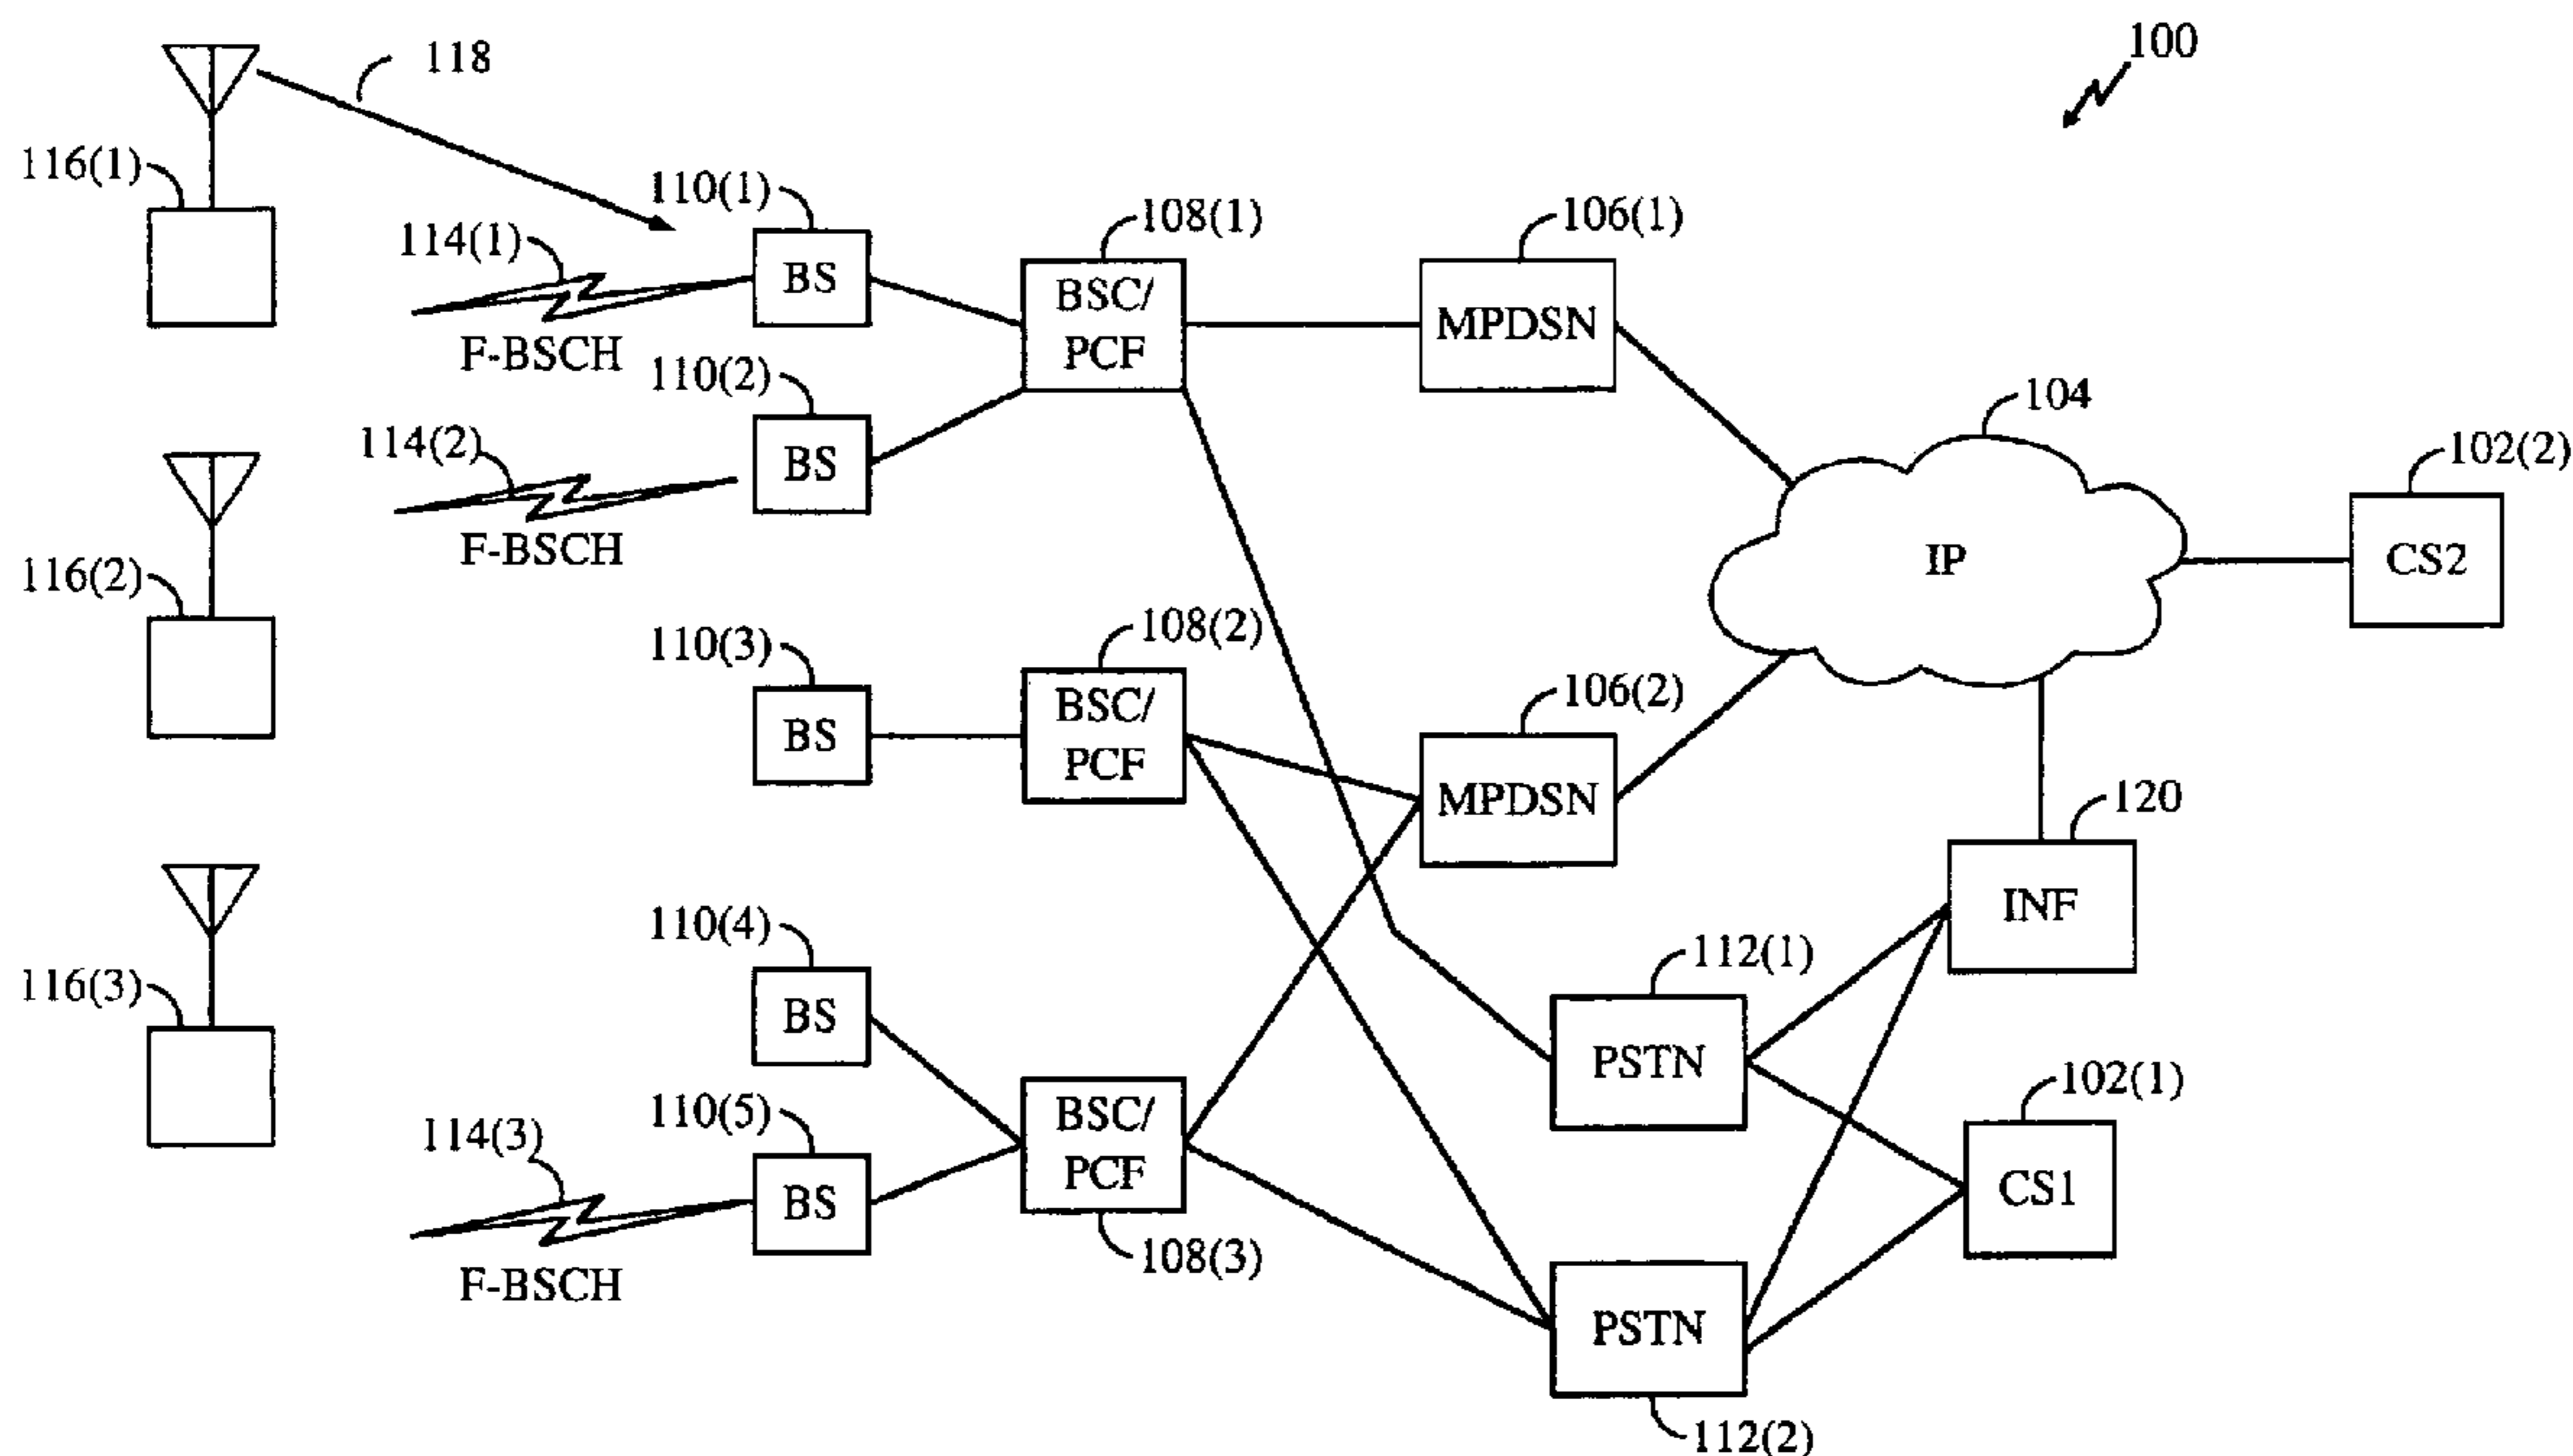 100
118
116(1)
110(1)
108(1)
106(1)
114(1)
BS
BSC/
PCF
MPDSN
F-BSCH
110(2)
104
114(2)
BS
102(2)
F-BSCH
IP
CS2
116(2)
110(3)
108(2)
106(2)
BS
BSC/
PCF
MPDSN
120
INF
110(4)
112(1)
116(3)
BS
PSTN
102(1)
110(5)
BSC/
PCF
114(3)
BS
CS1
108(3)
F-BSCH
PSTN
112(2)